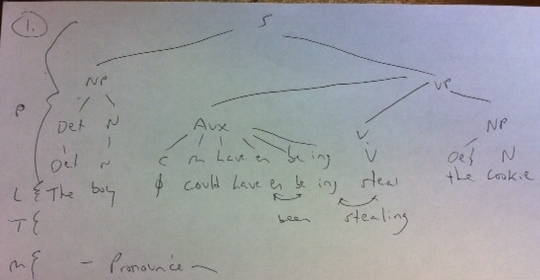 1. S
NP VP
P Det N Aux V NP
Det N C m have en be ing V Det N
L { The boy ϕ could have en be ing steal the cookie
T { been stealing
m { - Pronounce -